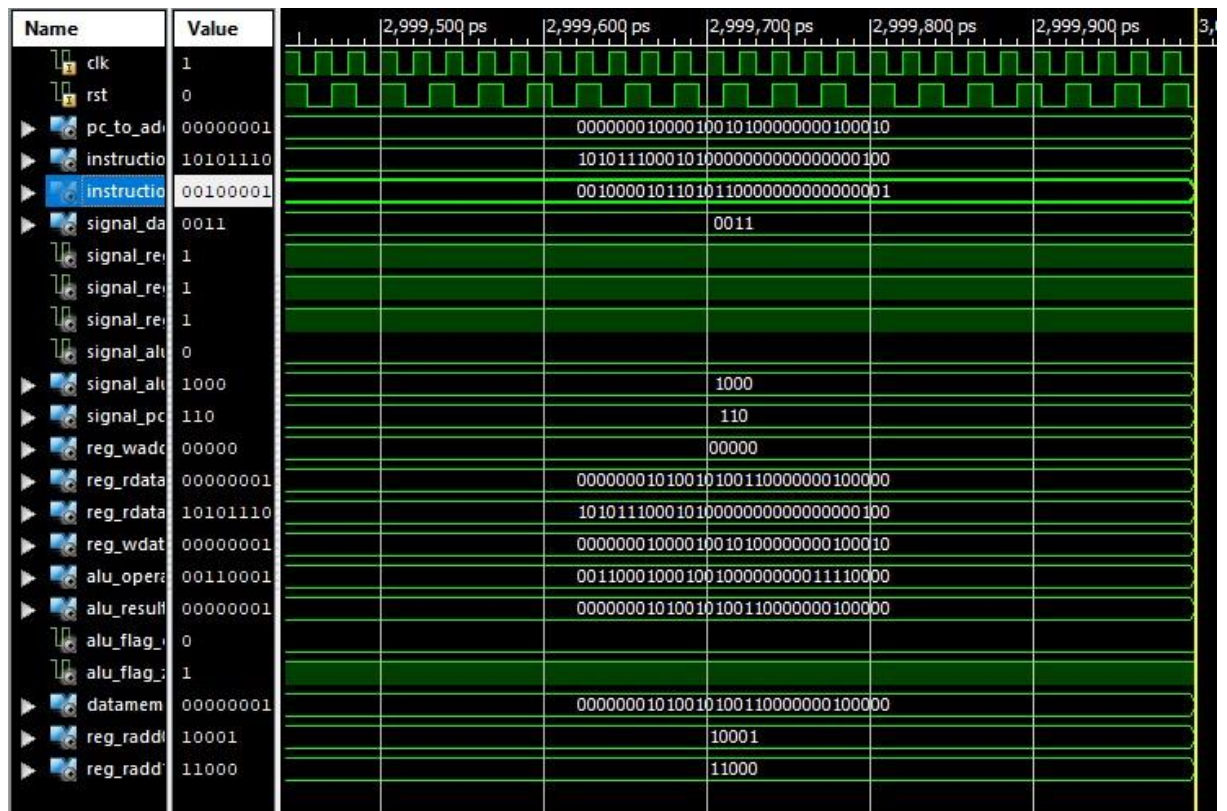 Name Value
2,999,500 ps 2,999,600 ps 2,999,700 ps 2,999,800 ps 2,999,900 ps 3,
clk 1
rst 0
pc_to_ad 00000001 00000001000010010100000000100010
instructio 10101110 10101110001010000000000000000100
instructio 00100001 00100001011010110000000000000001
signal_da 0011 0011
signal_re 1
signal_re 1
signal_re 1
signal_alu 0
signal_alu 1000 1000
signal_pc 110 110
reg_wadd 00000 00000
reg_rdata 00000001 00000001010010100110000000100000
reg_rdata 10101110 10101110001010000000000000000100
reg_wdat 00000001 00000001000010010100000000100010
alu_opera 00110001 00110001000100100000000011110000
alu_result 00000001 00000001010010100110000000100000
alu_flag_ 0
alu_flag_ 1
datamem 00000001 00000001010010100110000000100000
reg_radd 10001 10001
reg_radd 11000 11000